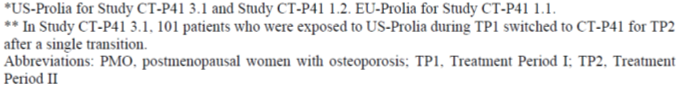 *US-Prolia for Study CT-P41 3.1 and Study CT-P41 1.2. EU-Prolia for Study CT-P41 1.1.
** In Study CT-P41 3.1, 101 patients who were exposed to US-Prolia during TP1 switched to CT-P41 for TP2
after a single transition.
Abbreviations: PMO, postmenopausal women with osteoporosis; TP1, Treatment Period I; TP2, Treatment
Period II